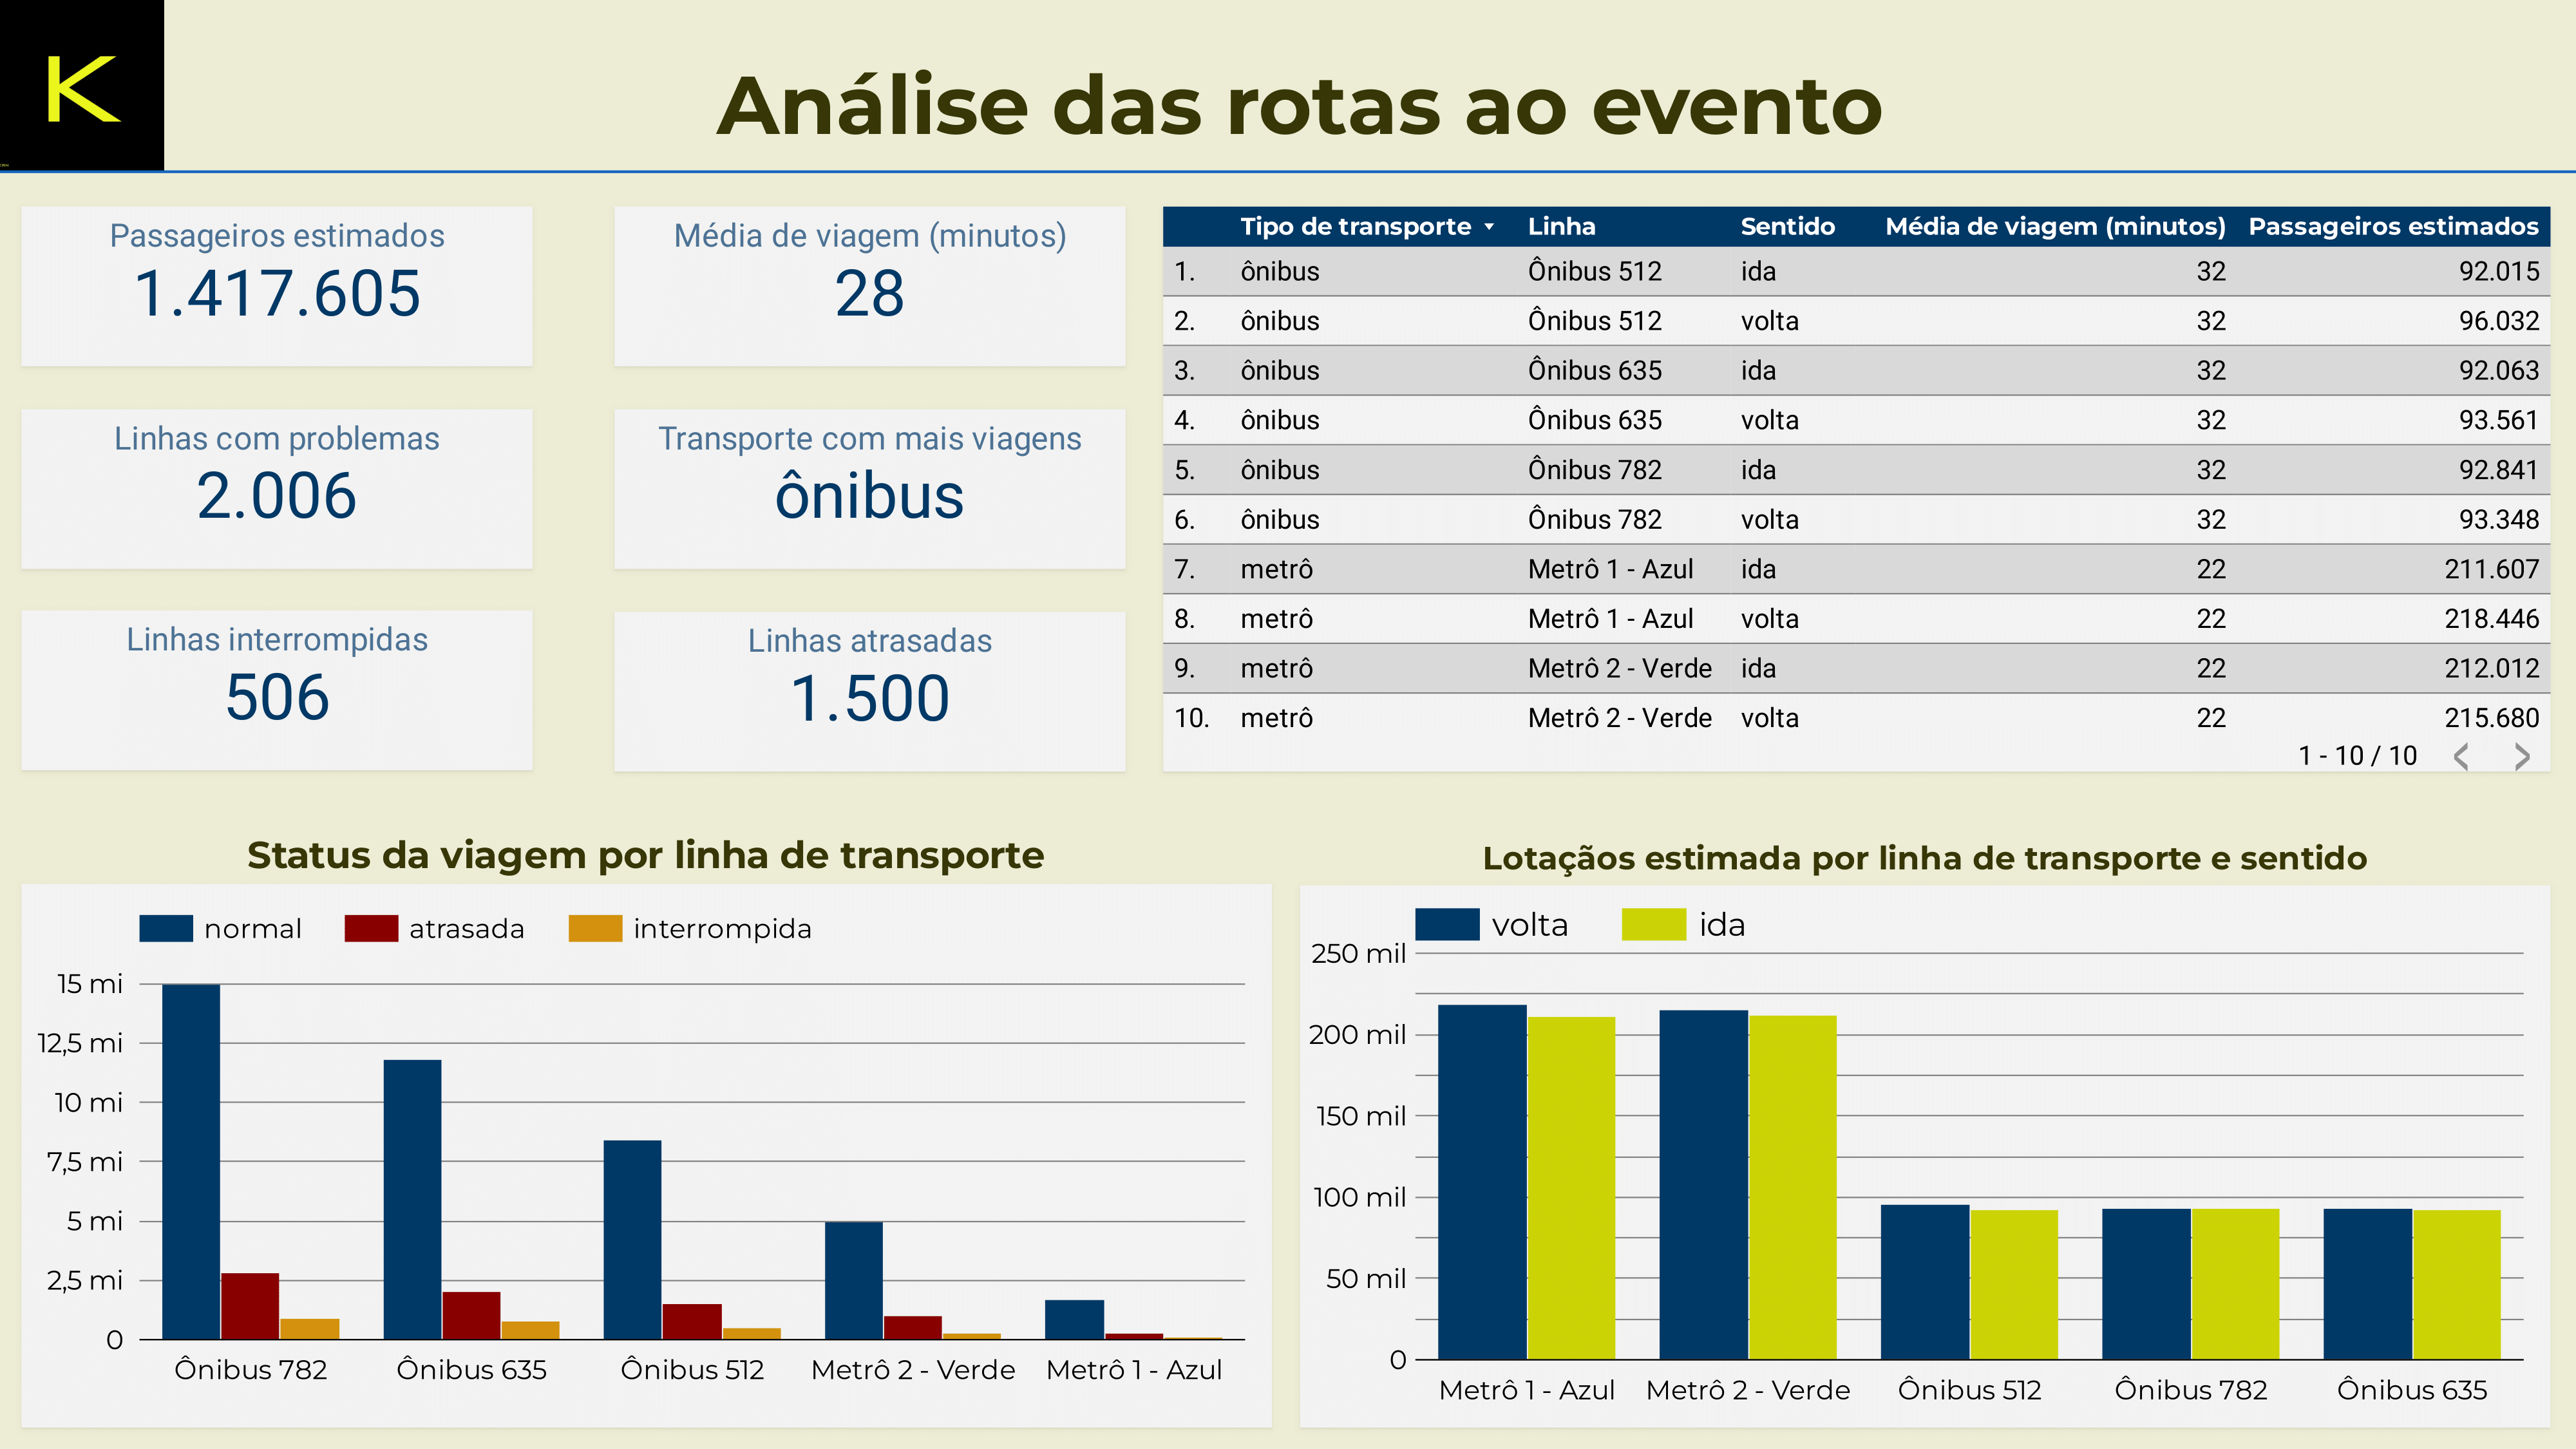 K
Análise das rotas ao evento
Passageiros estimados
1.417.605
Média de viagem (minutos)
28
Linhas com problemas
2.006
Transporte com mais viagens
ônibus
Linhas interrompidas
506
Linhas atrasadas
1.500
Tipo de transporte Linha Sentido Média de viagem (minutos) Passageiros estimados
1. ônibus Ônibus 512 ida 32 92.015
2. ônibus Ônibus 512 volta 32 96.032
3. ônibus Ônibus 635 ida 32 92.063
4. ônibus Ônibus 635 volta 32 93.561
5. ônibus Ônibus 782 ida 32 92.841
6. ônibus Ônibus 782 volta 32 93.348
7. metrô Metrô 1 - Azul ida 22 211.607
8. metrô Metrô 1 - Azul volta 22 218.446
9. metrô Metrô 2 - Verde ida 22 212.012
10. metrô Metrô 2 - Verde volta 22 215.680
1 - 10 / 10
Status da viagem por linha de transporte
normal atrasada interrompida
15 mi
12,5 mi
10 mi
7,5 mi
5 mi
2,5 mi
0
Ônibus 782 Ônibus 635 Ônibus 512 Metrô 2 - Verde Metrô 1 - Azul
Lotaçãos estimada por linha de transporte e sentido
volta ida
250 mil
200 mil
150 mil
100 mil
50 mil
0
Metrô 1 - Azul Metrô 2 - Verde Ônibus 512 Ônibus 782 Ônibus 635